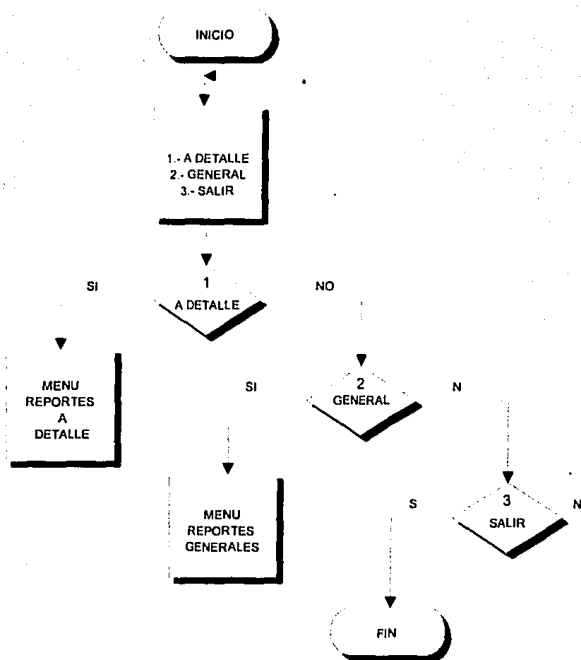 INICIO
1.- A DETALLE
2.- GENERAL
3.- SALIR
1
A DETALLE
SI
NO
MENU
REPORTES
A
DETALLE
2
GENERAL
SI
N
MENU
REPORTES
GENERALES
3
SALIR
S
N
FIN